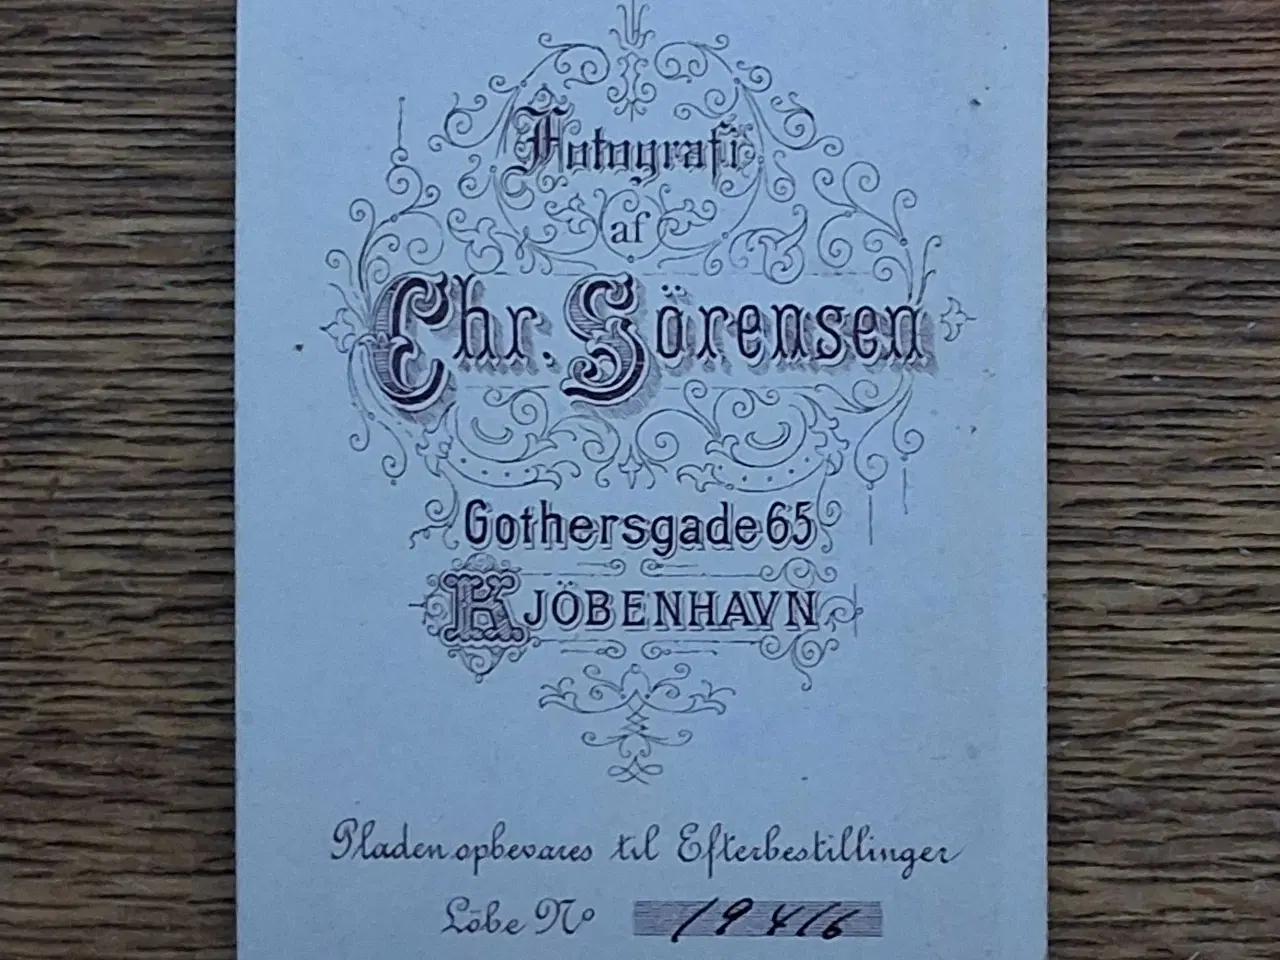 Fotografi
af
Chr. Sörensen
Gothersgade 65
KJÖBENHAVN
Pladen opbevares til Efterbestillinger
Löbe No 19416